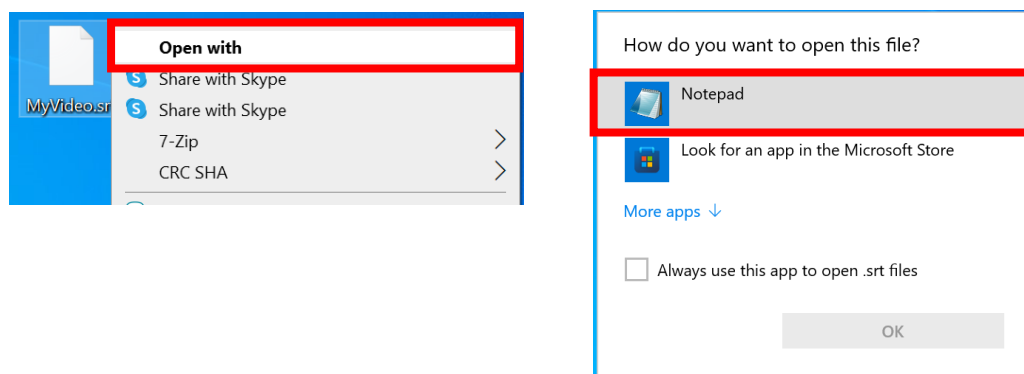 MyVideo.sr
Open with
Share with Skype
Share with Skype
7-Zip
CRC SHA
How do you want to open this file?
Notepad
Look for an app in the Microsoft Store
More apps ↓
Always use this app to open .srt files
OK